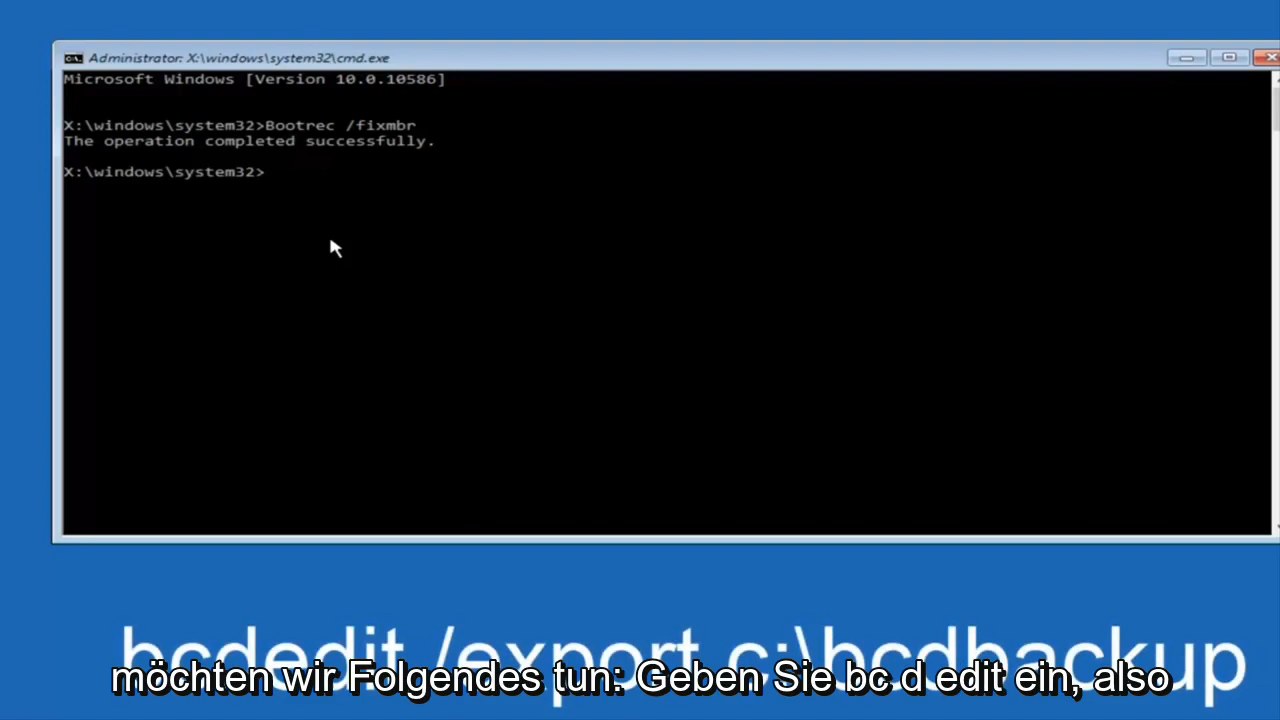 Administrator: X:\windows\system32\cmd.exe
Microsoft Windows [Version 10.0.10586]
X:\windows\system32>Bootrec /fixmbr
The operation completed successfully.
X:\windows\system32>
bcdedit /export c:\bcdbackup
möchten wir Folgendes tun: Geben Sie bc d edit ein, also